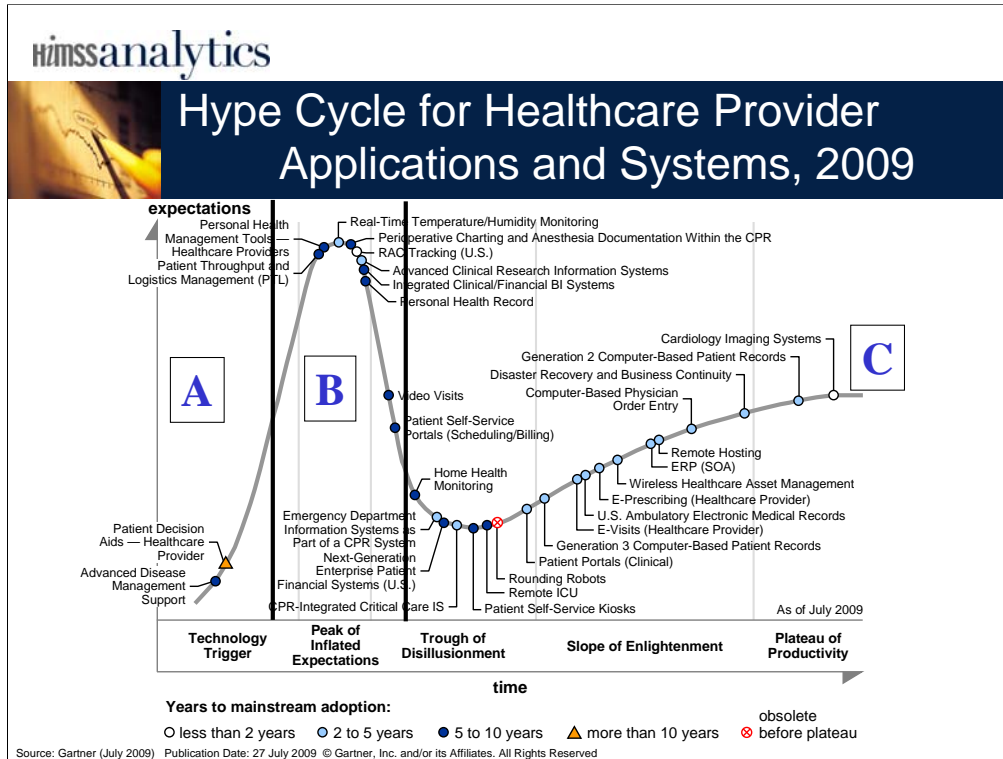 HIMSS analytics
Hype Cycle for Healthcare Provider
Applications and Systems, 2009
expectations
Personal Health
Management Tools —
Healthcare Providers
Patient Throughput and
Logistics Management (PTL)
Real-Time Temperature/Humidity Monitoring
Perioperative Charting and Anesthesia Documentation Within the CPR
RAC Tracking (U.S.)
Advanced Clinical Research Information Systems
Integrated Clinical/Financial BI Systems
Personal Health Record
A
B
C
Cardiology Imaging Systems
Generation 2 Computer-Based Patient Records
Disaster Recovery and Business Continuity
Computer-Based Physician
Order Entry
Video Visits
Patient Self-Service
Portals (Scheduling/Billing)
Home Health
Monitoring
Remote Hosting
ERP (SOA)
Wireless Healthcare Asset Management
E-Prescribing (Healthcare Provider)
U.S. Ambulatory Electronic Medical Records
E-Visits (Healthcare Provider)
Generation 3 Computer-Based Patient Records
Patient Portals (Clinical)
Emergency Department
Information Systems as
Part of a CPR System
Next-Generation
Enterprise Patient
Financial Systems (U.S.)
CPR-Integrated Critical Care IS
Rounding Robots
Remote ICU
Patient Self-Service Kiosks
Patient Decision
Aids — Healthcare
Provider
Advanced Disease
Management
Support
As of July 2009
Technology
Trigger
Peak of
Inflated
Expectations
Trough of
Disillusionment
Slope of Enlightenment
Plateau of
Productivity
time
Years to mainstream adoption:
less than 2 years
2 to 5 years
5 to 10 years
more than 10 years
obsolete
before plateau
Source: Gartner (July 2009) Publication Date: 27 July 2009 © Gartner, Inc. and/or its Affiliates. All Rights Reserved